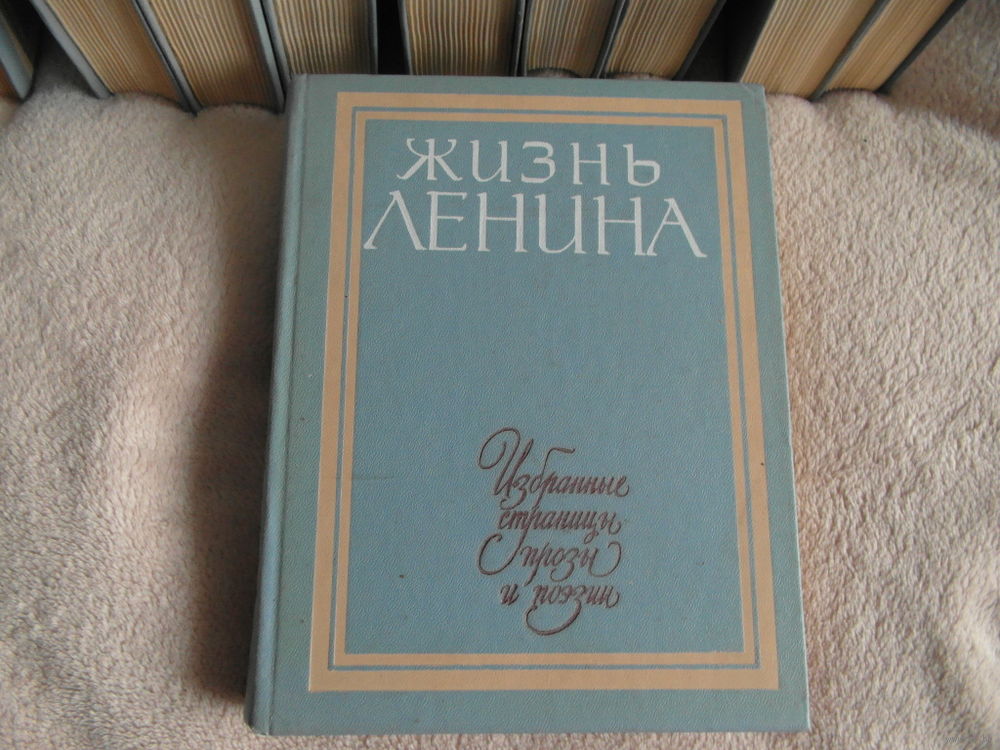 ЖИЗНЬ
ЛЕНИНА
Избранные
страницы
прозы
и поэзии